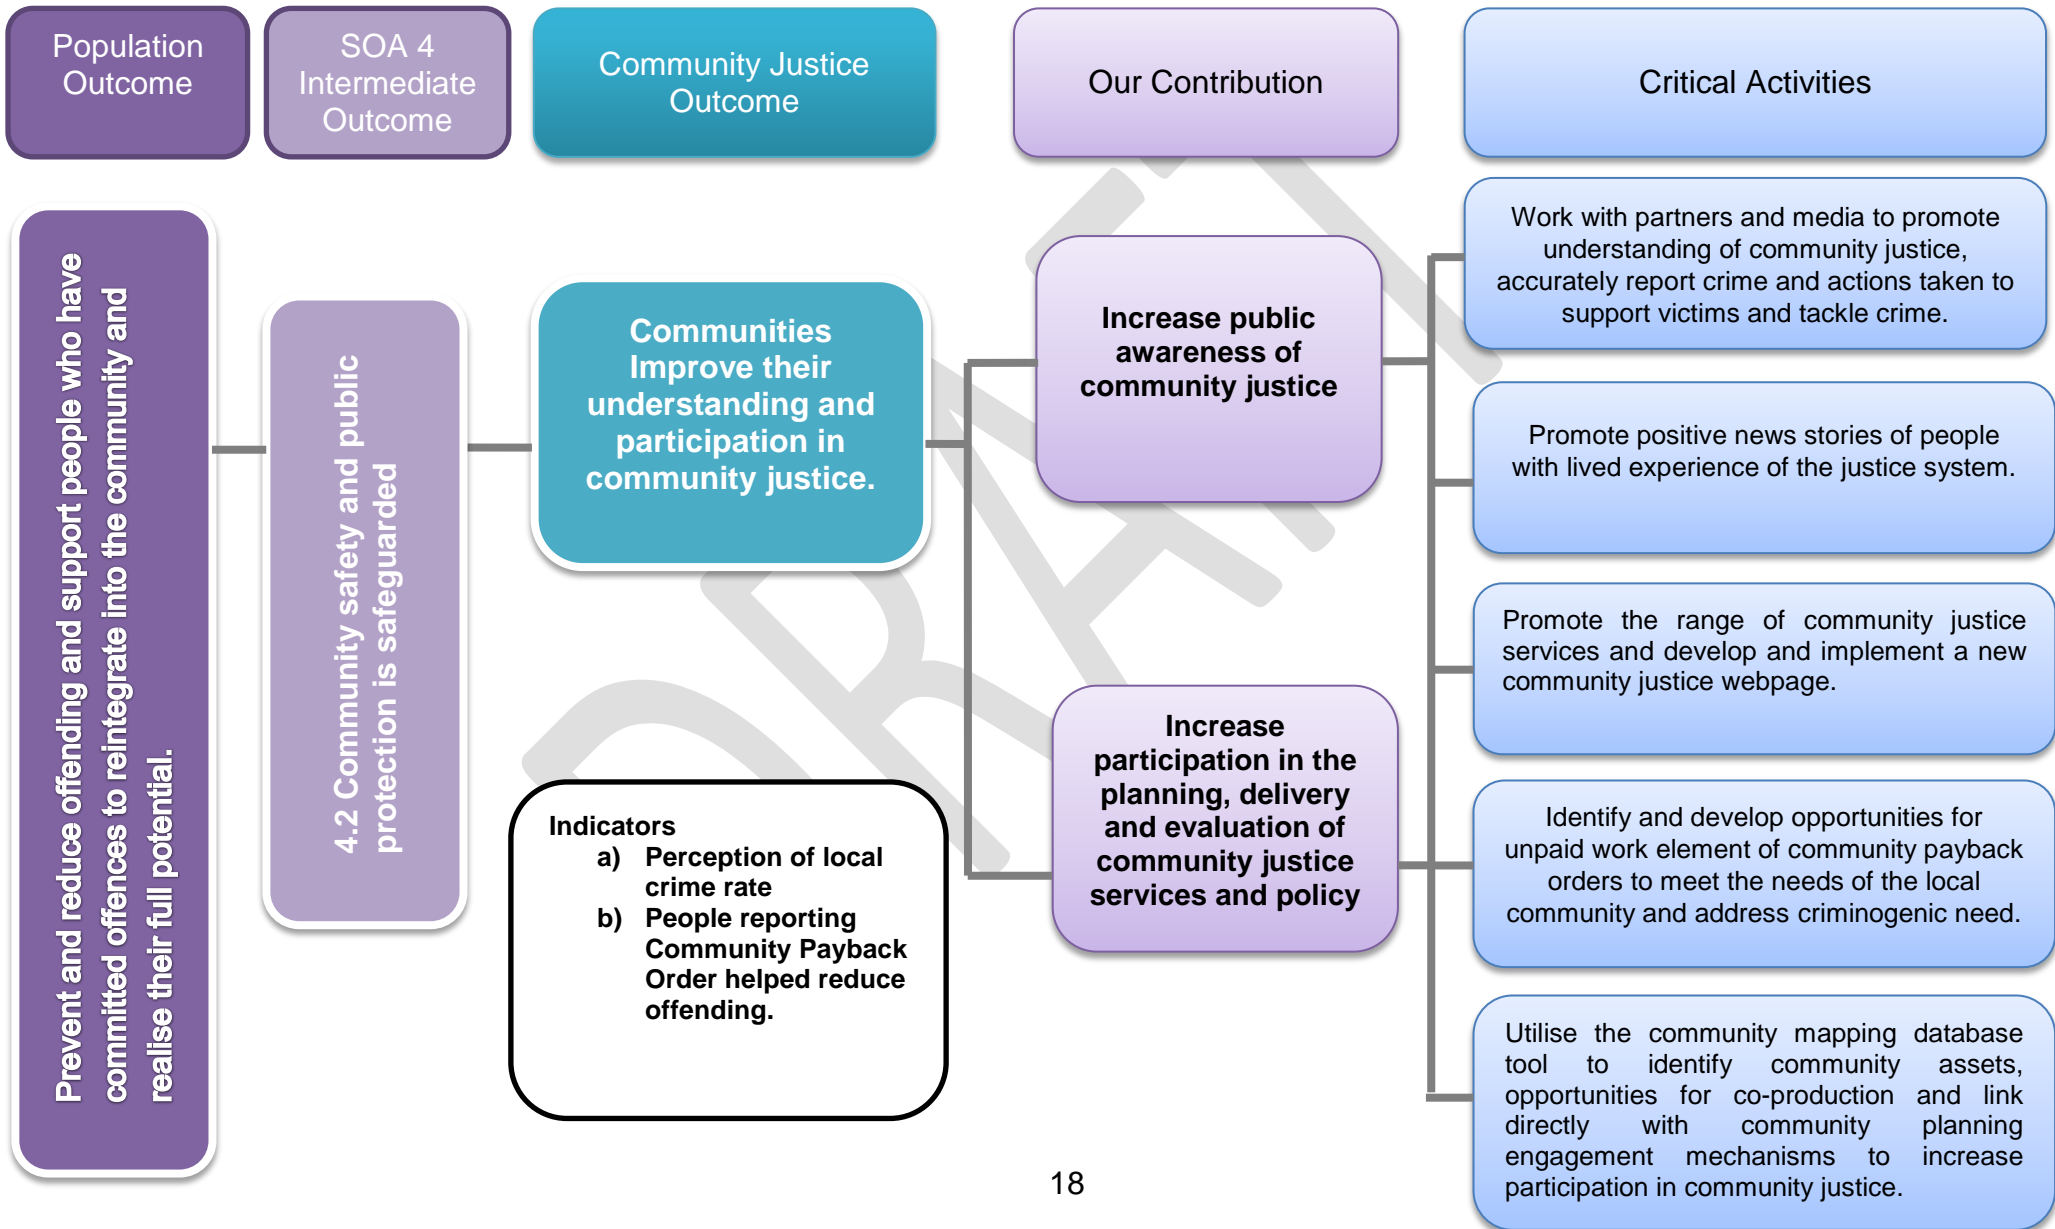 Population
Outcome
SOA 4
Intermediate
Outcome
Community Justice
Outcome
Our Contribution
Critical Activities
Prevent and reduce offending and support people who have
committed offences to reintegrate into the community and
realise their full potential.
4.2 Community safety and public
protection is safeguarded
Communities
Improve their
understanding and
participation in
community justice.
Indicators
a) Perception of local
crime rate
b) People reporting
Community Payback
Order helped reduce
offending.
Increase public
awareness of
community justice
Increase
participation in the
planning, delivery
and evaluation of
community justice
services and policy
Work with partners and media to promote
understanding of community justice,
accurately report crime and actions taken to
support victims and tackle crime.
Promote positive news stories of people
with lived experience of the justice system.
Promote the range of community justice
services and develop and implement a new
community justice webpage.
Identify and develop opportunities for
unpaid work element of community payback
orders to meet the needs of the local
community and address criminogenic need.
Utilise the community mapping database
tool to identify community assets,
opportunities for co-production and link
directly with community planning
engagement mechanisms to increase
participation in community justice.
DRAFT
18